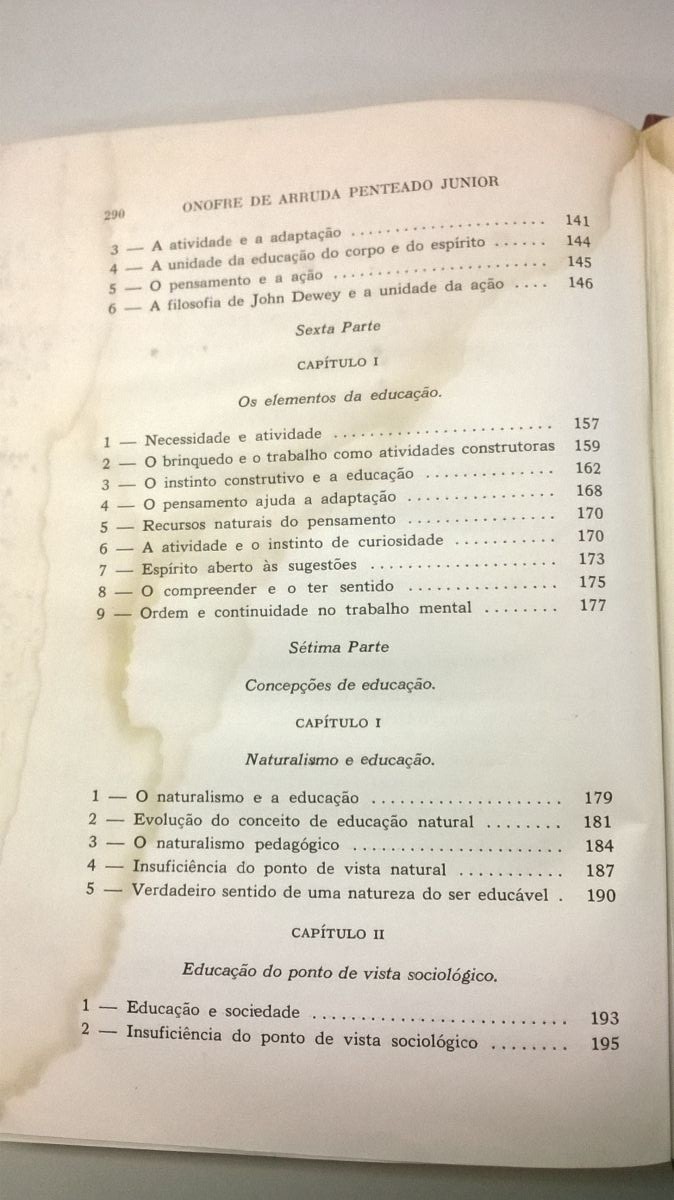 290 ONOFRE DE ARRUDA PENTEADO JUNIOR
3 — A atividade e a adaptação ..................... 141
4 — A unidade da educação do corpo e do espírito ...... 144
5 — O pensamento e a ação ....................... 145
6 — A filosofia de John Dewey e a unidade da ação .... 146
Sexta Parte
CAPÍTULO I
Os elementos da educação.
1 — Necessidade e atividade ........................ 157
2 — O brinquedo e o trabalho como atividades construtoras 159
3 — O instinto construtivo e a educação .............. 162
4 — O pensamento ajuda a adaptação ................ 168
5 — Recursos naturais do pensamento ................ 170
6 — A atividade e o instinto de curiosidade ........... 170
7 — Espírito aberto às sugestões .................... 173
8 — O compreender e o ter sentido ................ 175
9 — Ordem e continuidade no trabalho mental ........ 177
Sétima Parte
Concepções de educação.
CAPÍTULO I
Naturalismo e educação.
1 — O naturalismo e a educação .................... 179
2 — Evolução do conceito de educação natural ........ 181
3 — O naturalismo pedagógico ...................... 184
4 — Insuficiência do ponto de vista natural ........... 187
5 — Verdadeiro sentido de uma natureza do ser educável . 190
CAPÍTULO II
Educação do ponto de vista sociológico.
1 — Educação e sociedade .......................... 193
2 — Insuficiência do ponto de vista sociológico ........ 195